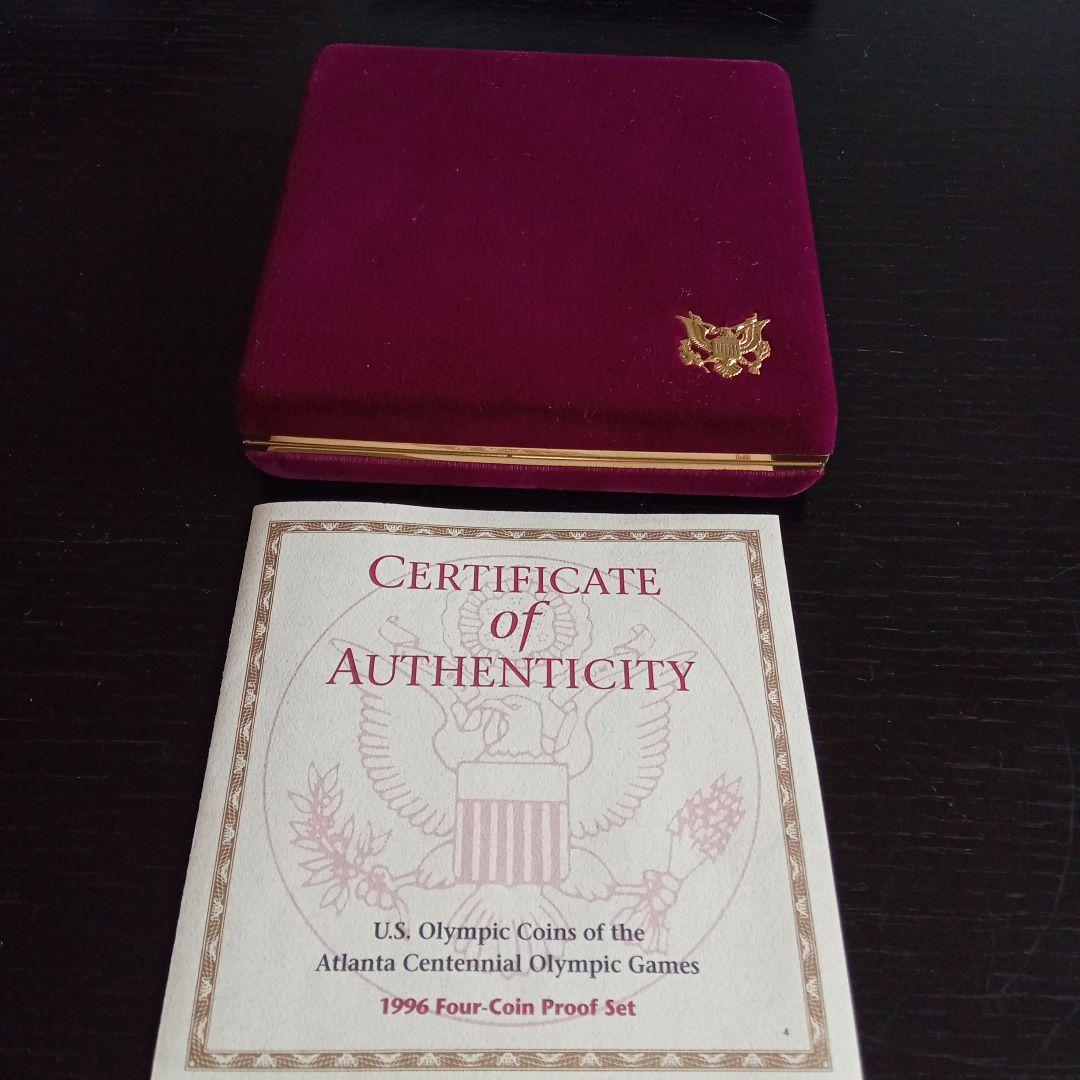 CERTIFICATE
of
AUTHENTICITY
U.S. Olympic Coins of the
Atlanta Centennial Olympic Games
1996 Four-Coin Proof Set
4